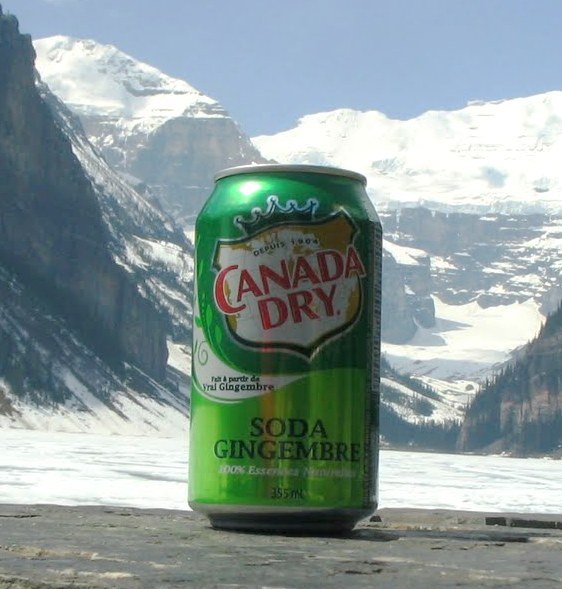 DEPUIS 1904
CANADA
DRY
Fait à partir de
Vrai Gingembre
SODA
GINGEMBRE
100% Essences Naturelles
355 mL